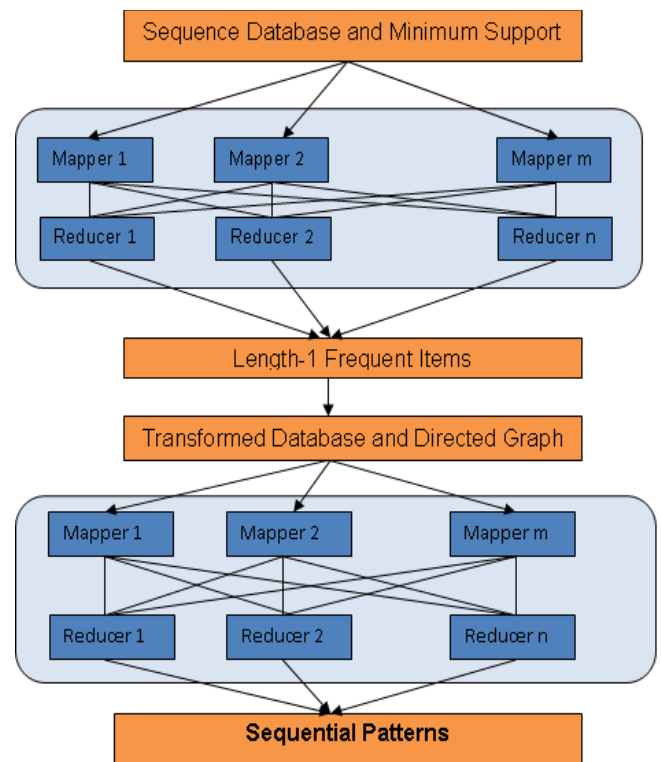 Sequence Database and Minimum Support
Mapper 1
Mapper 2
Mapper m
Reducer 1
Reducer 2
Reducer n
Length-1 Frequent Items
Transformed Database and Directed Graph
Mapper 1
Mapper 2
Mapper m
Reducer 1
Reducer 2
Reducer n
Sequential Patterns